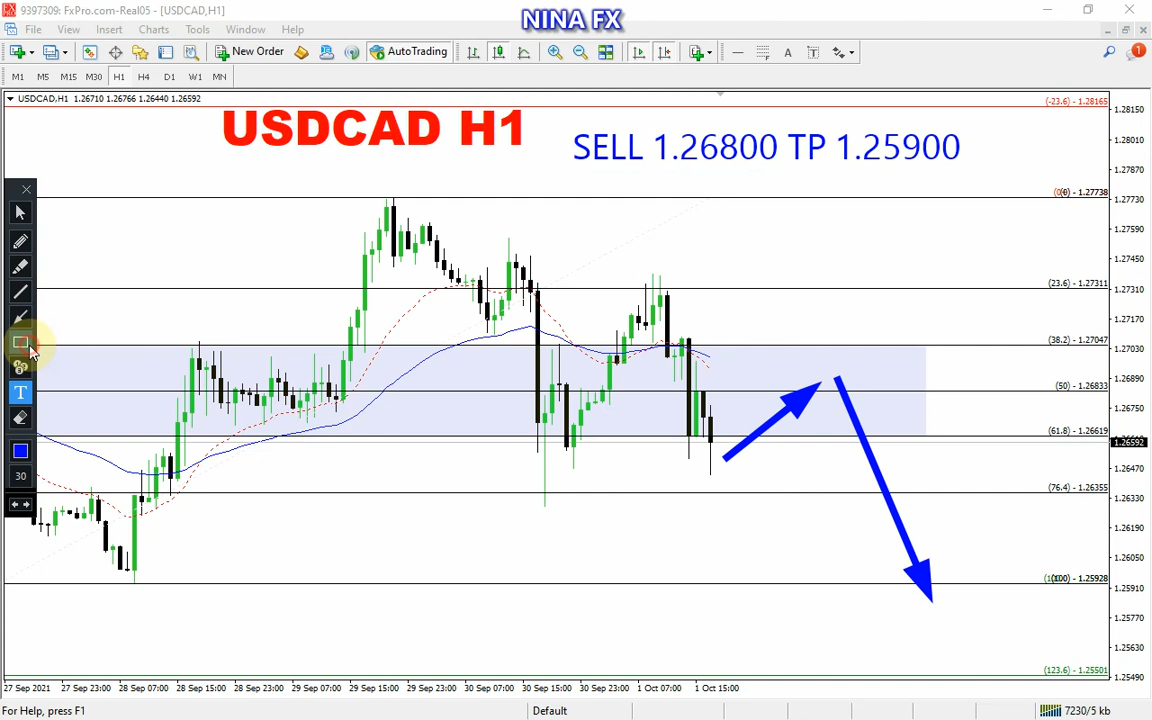 9397309: FxPro.com-Real05 - [USDCAD,H1]
NINA FX
File View Insert Charts Tools Window Help
New Order AutoTrading A T 1
M1 M5 M15 M30 H1 H4 D1 W1 MN
USDCAD,H1 1.26710 1.26766 1.26440 1.26592
USDCAD H1
SELL 1.26800 TP 1.25900
(-23.6) - 1.28165
1.28150
1.28010
1.27870
(0) - 1.27738
1.27730
1.27590
1.27450
(23.6) - 1.27311
1.27310
1.27170
(38.2) - 1.27047
1.27030
1.26890
(50) - 1.26833
1.26750
(61.8) - 1.26619
1.26592
1.26470
(76.4) - 1.26355
1.26330
1.26190
1.26050
(100) - 1.25928
1.25910
1.25770
1.25630
(123.6) - 1.25501
1.25490
T
30
27 Sep 2021 27 Sep 23:00 28 Sep 07:00 28 Sep 15:00 28 Sep 23:00 29 Sep 07:00 29 Sep 15:00 29 Sep 23:00 30 Sep 07:00 30 Sep 15:00 30 Sep 23:00 1 Oct 07:00 1 Oct 15:00
For Help, press F1 Default 7230/5 kb